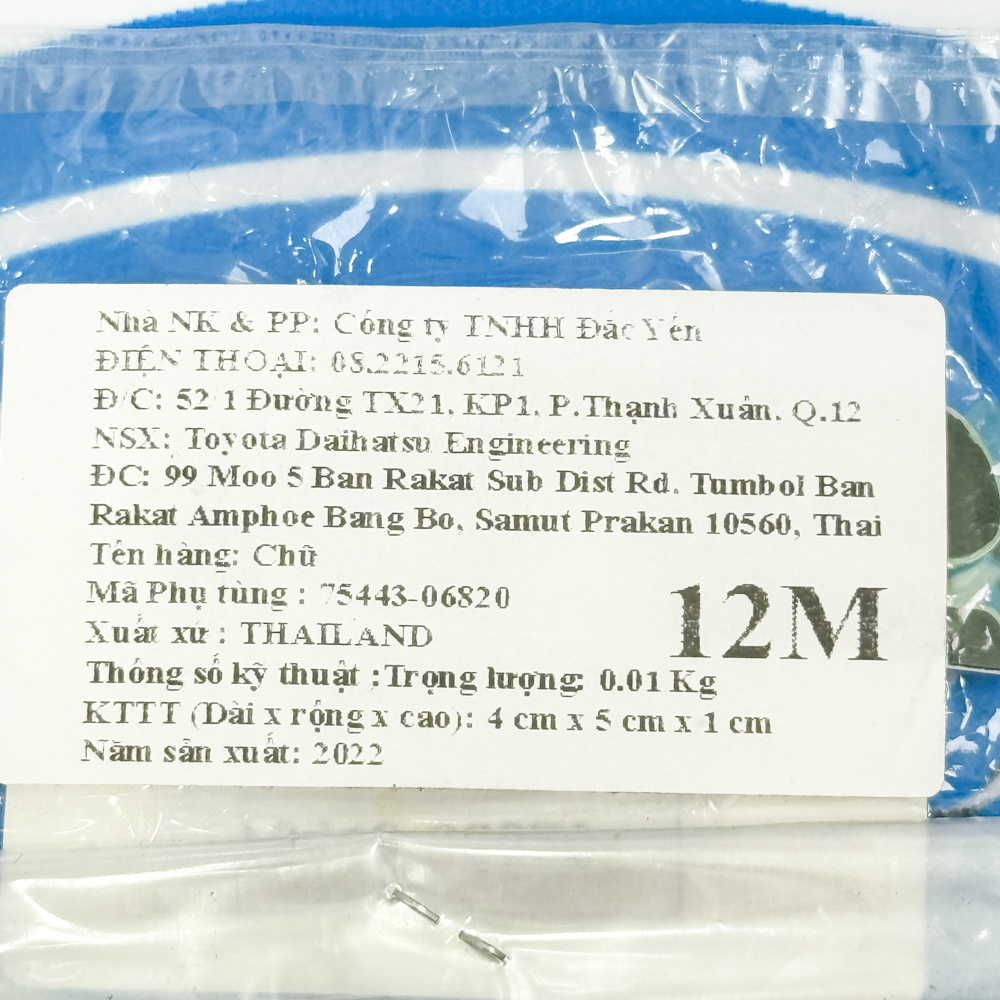 Nhà NK & PP: Công ty TNHH Đắc Yến
ĐIỆN THOẠI: 08.2215.6121
Đ/C: 52/1 Đường TX21, KP1, P.Thạnh Xuân, Q.12
NSX: Toyota Daihatsu Engineering
ĐC: 99 Moo 5 Ban Rakat Sub Dist Rd. Tumbol Ban
Rakat Amphoe Bang Bo, Samut Prakan 10560, Thai
Tên hàng: Chữ
Mã Phụ tùng : 75443-06820
12M
Xuất xứ : THAILAND
Thông số kỹ thuật :Trọng lượng: 0.01 Kg
KTTT (Dài x rộng x cao): 4 cm x 5 cm x 1 cm
Năm sản xuất: 2022